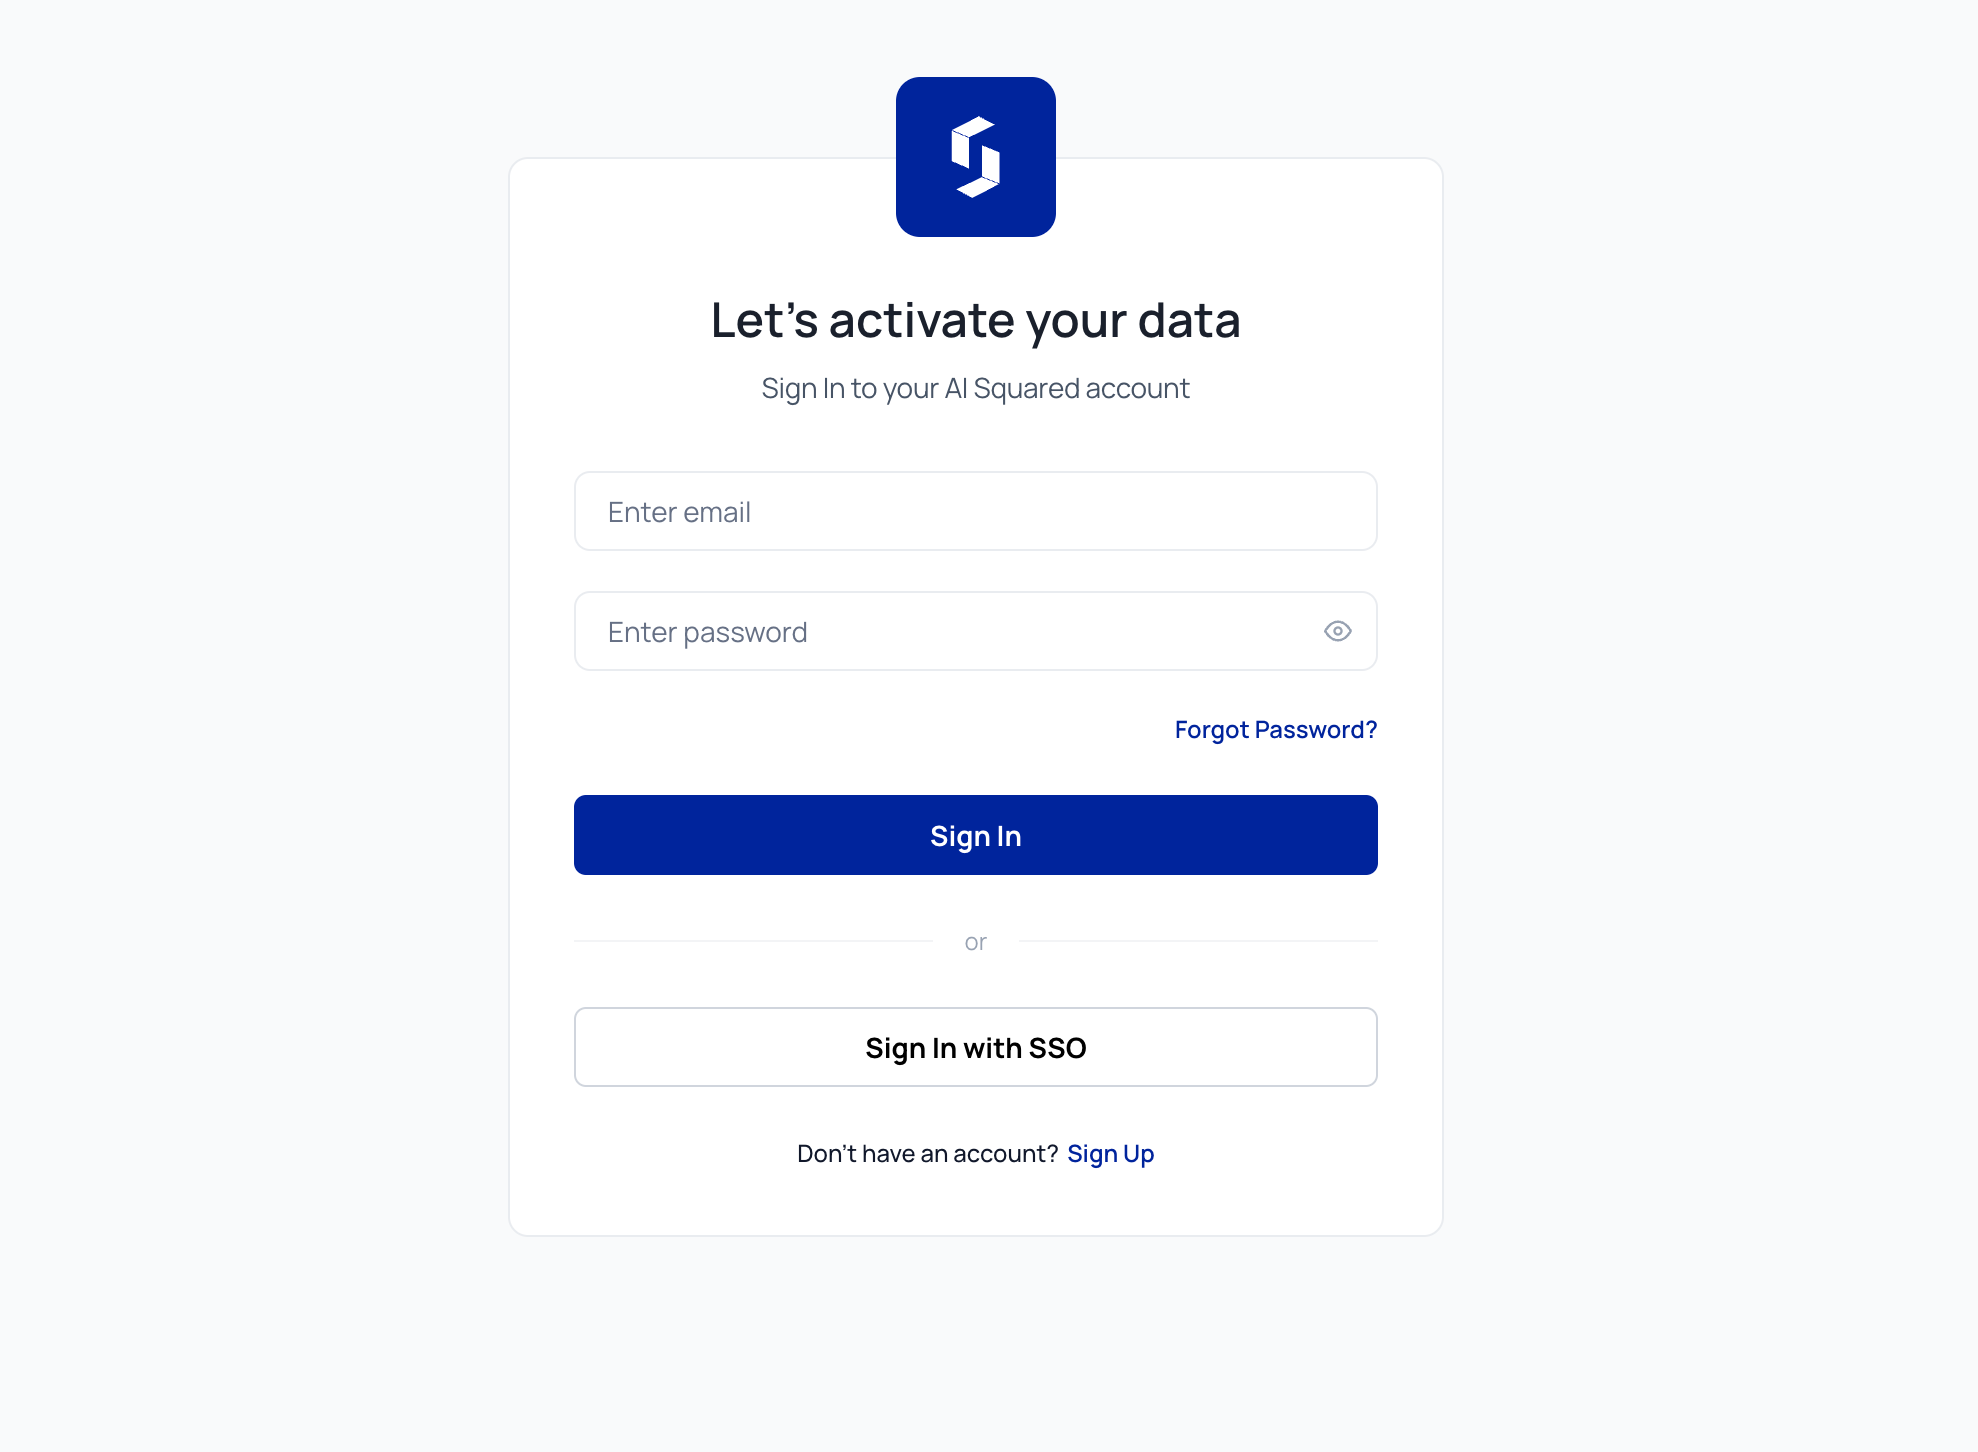 Let's activate your data
Sign In to your AI Squared account
Enter email
Enter password
Forgot Password?
Sign In
or
Sign In with SSO
Don't have an account? Sign Up